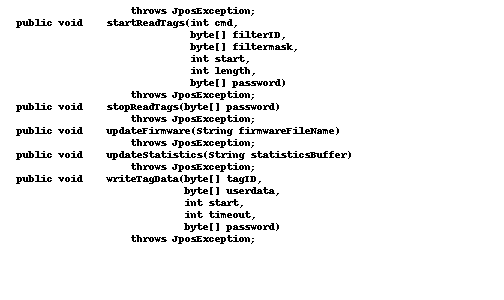 throws JposException;
public void startReadTags(int cmd,
byte[] filterID,
byte[] filtermask,
int start,
int length,
byte[] password)
throws JposException;
public void stopReadTags(byte[] password)
throws JposException;
public void updateFirmware(String firmwareFileName)
throws JposException;
public void updateStatistics(String statisticsBuffer)
throws JposException;
public void writeTagData(byte[] tagID,
byte[] userdata,
int start,
int timeout,
byte[] password)
throws JposException;